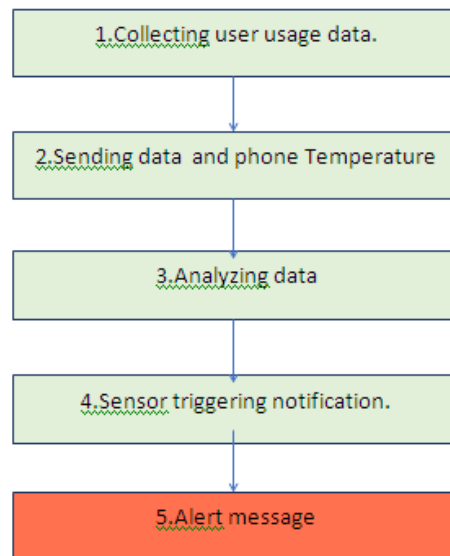 1.Collecting user usage data.
2.Sending data and phone Temperature
3.Analyzing data
4.Sensor triggering notification.
5.Alert message